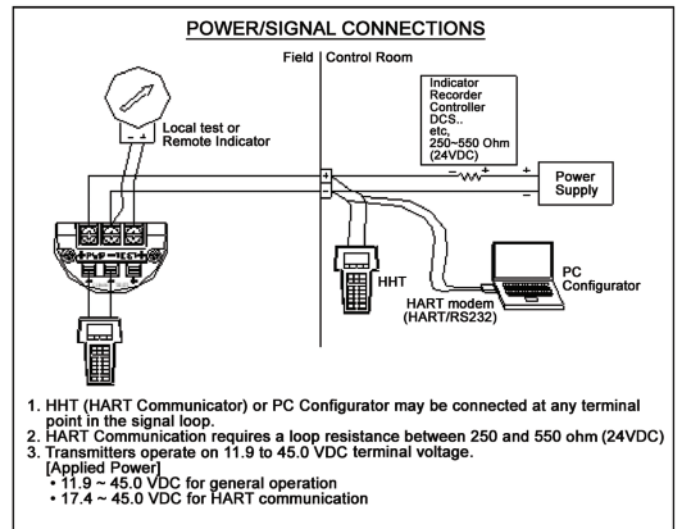 POWER/SIGNAL CONNECTIONS
Field
Control Room
Indicator
Recorder
Controller
DCS..
etc,
250~550 Ohm
(24VDC)
Local test or
Remote Indicator
- +
- +
+
Power
Supply
+
-
-
+ PWR - TEST +
HHT
HART modem
(HART/RS232)
PC
Configurator
1. HHT (HART Communicator) or PC Configurator may be connected at any terminal
point in the signal loop.
2. HART Communication requires a loop resistance between 250 and 550 ohm (24VDC)
3. Transmitters operate on 11.9 to 45.0 VDC terminal voltage.
[Applied Power]
• 11.9 ~ 45.0 VDC for general operation
• 17.4 ~ 45.0 VDC for HART communication